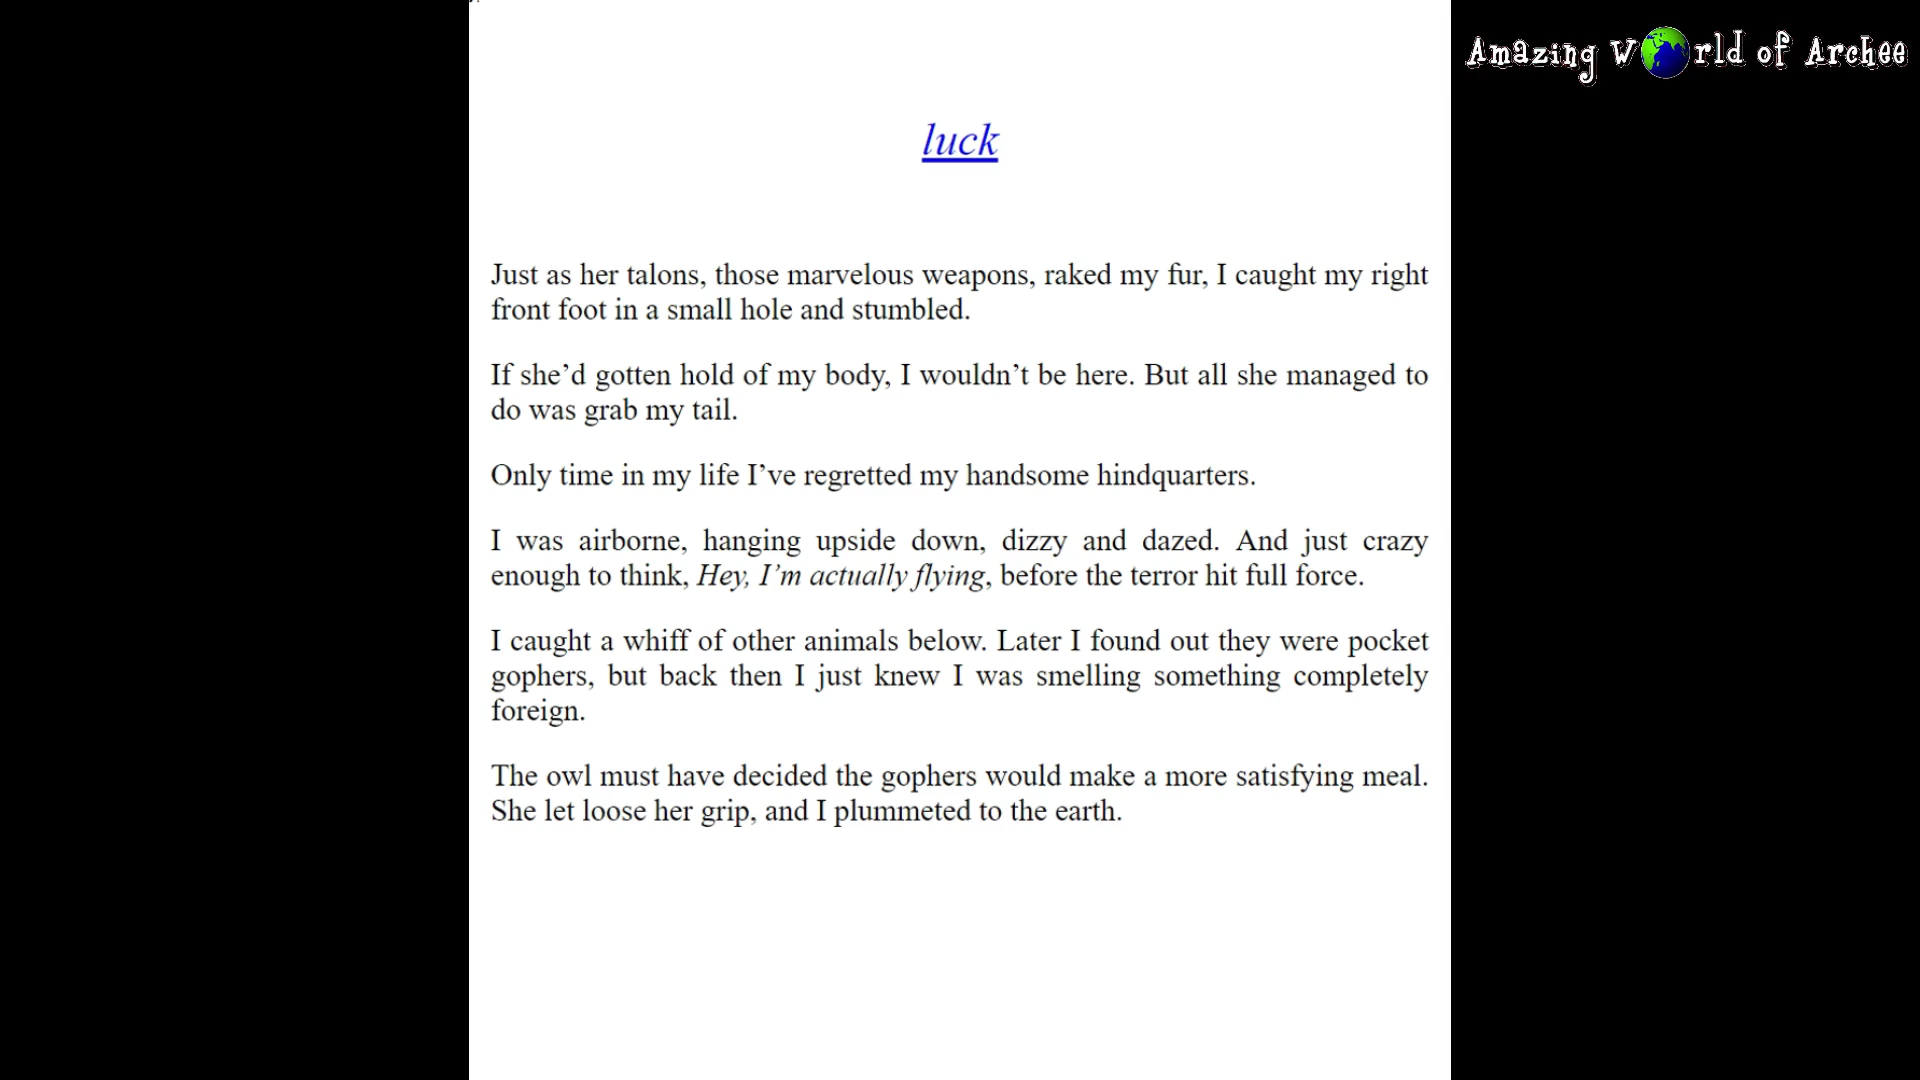 Amazing World of Archee
luck
Just as her talons, those marvelous weapons, raked my fur, I caught my right
front foot in a small hole and stumbled.
If she’d gotten hold of my body, I wouldn’t be here. But all she managed to
do was grab my tail.
Only time in my life I’ve regretted my handsome hindquarters.
I was airborne, hanging upside down, dizzy and dazed. And just crazy
enough to think, Hey, I’m actually flying, before the terror hit full force.
I caught a whiff of other animals below. Later I found out they were pocket
gophers, but back then I just knew I was smelling something completely
foreign.
The owl must have decided the gophers would make a more satisfying meal.
She let loose her grip, and I plummeted to the earth.